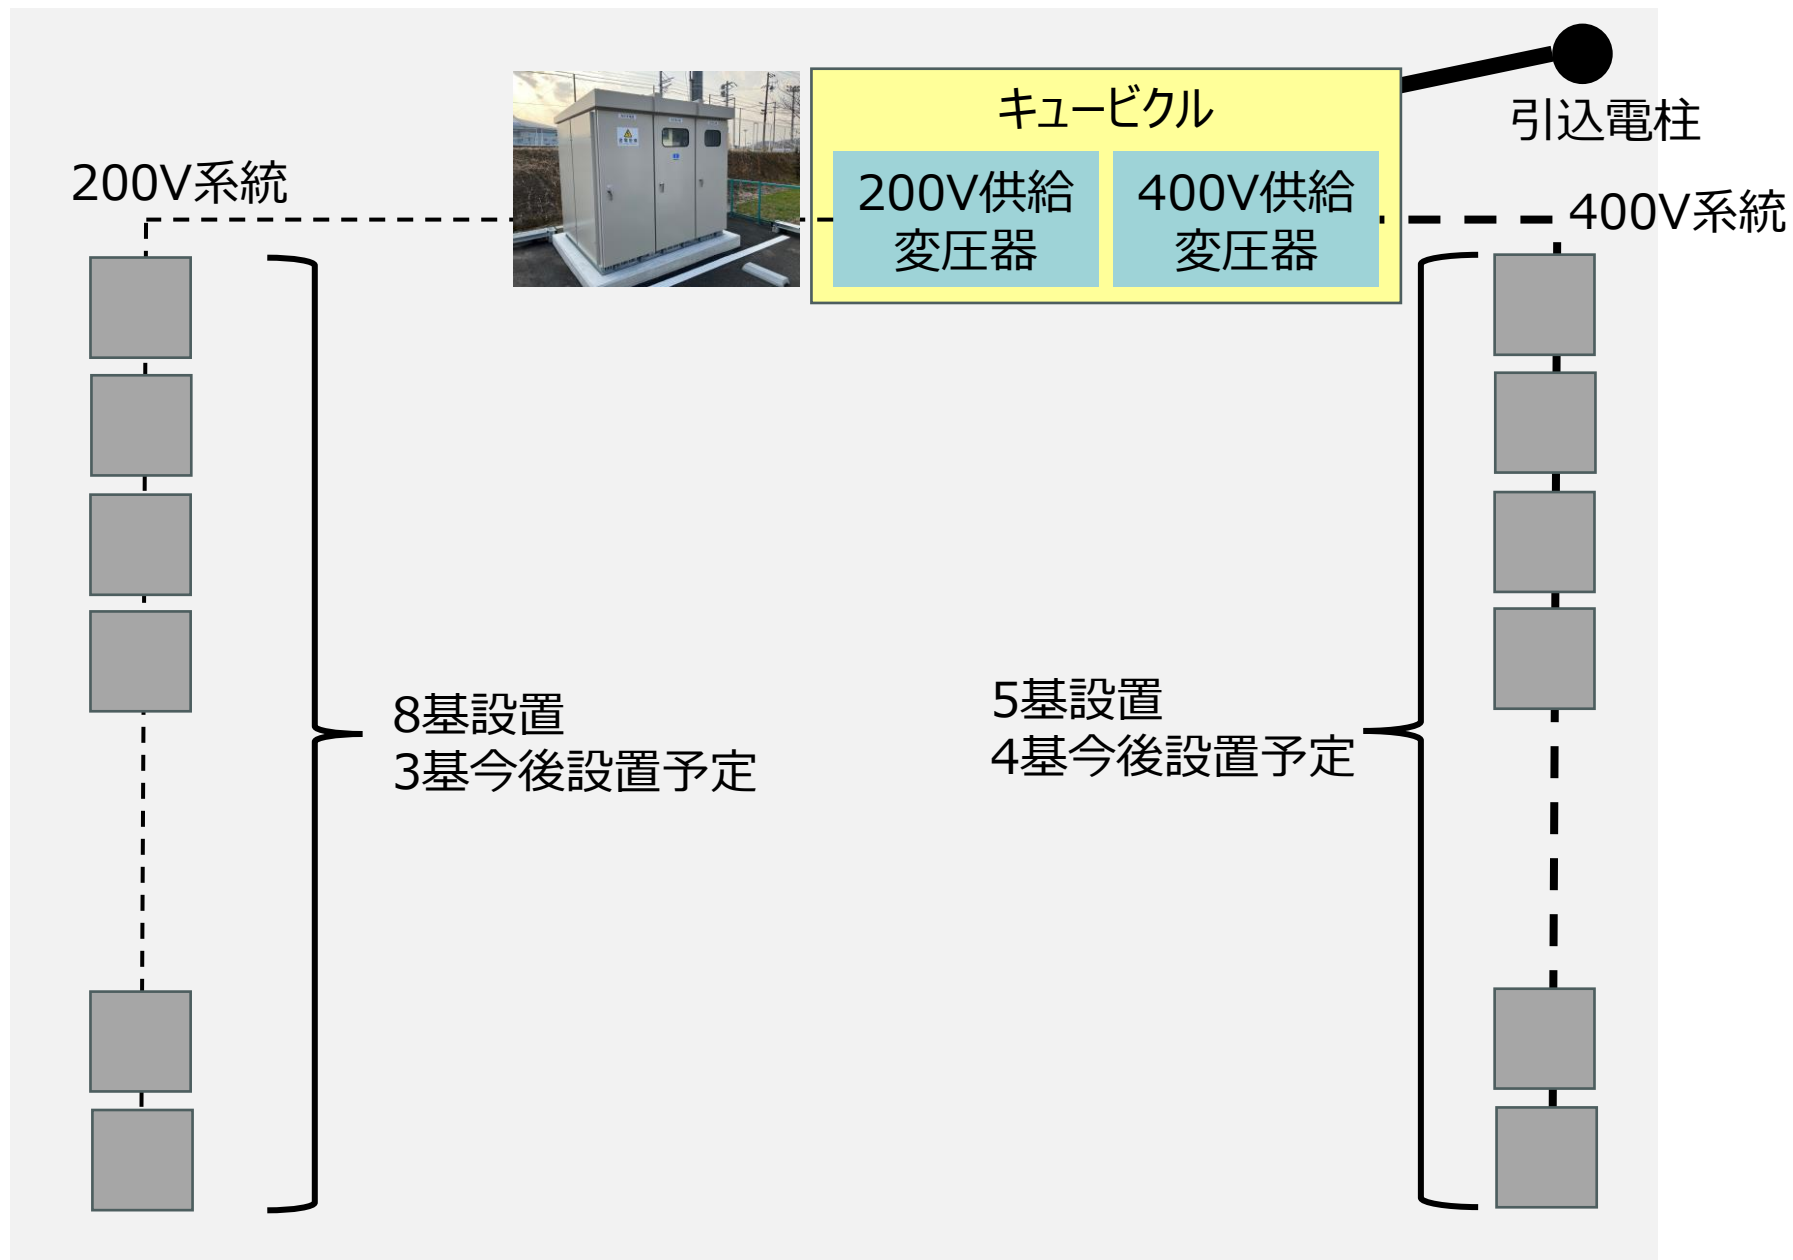 キュービクル
引込電柱
200V系統
200V供給
変圧器
400V供給
変圧器
400V系統
8基設置
3基今後設置予定
5基設置
4基今後設置予定